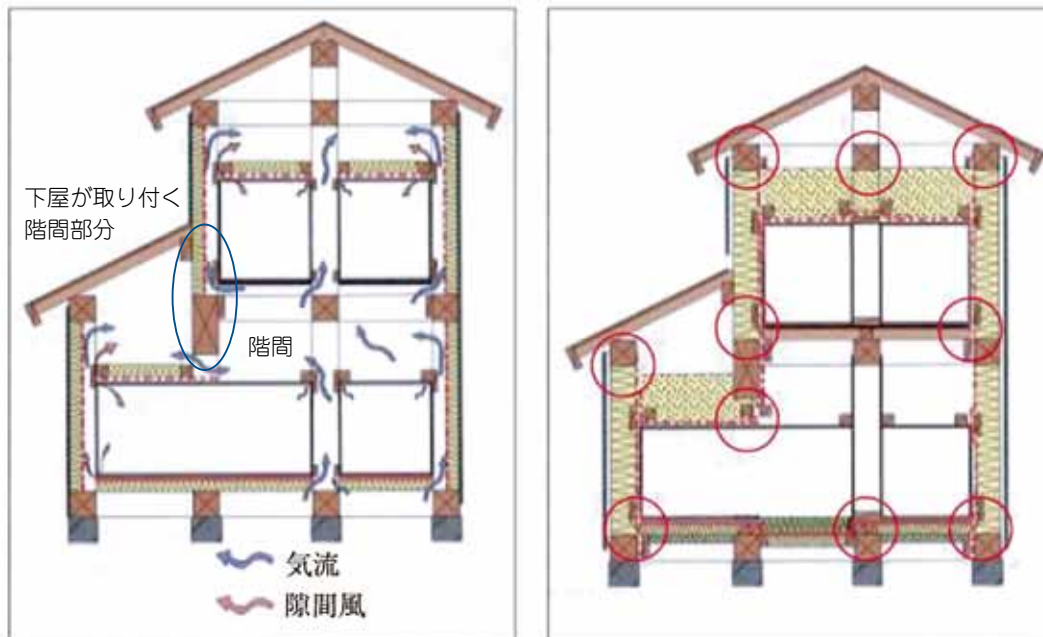 下屋が取り付く
階間部分
階間
気流
隙間風